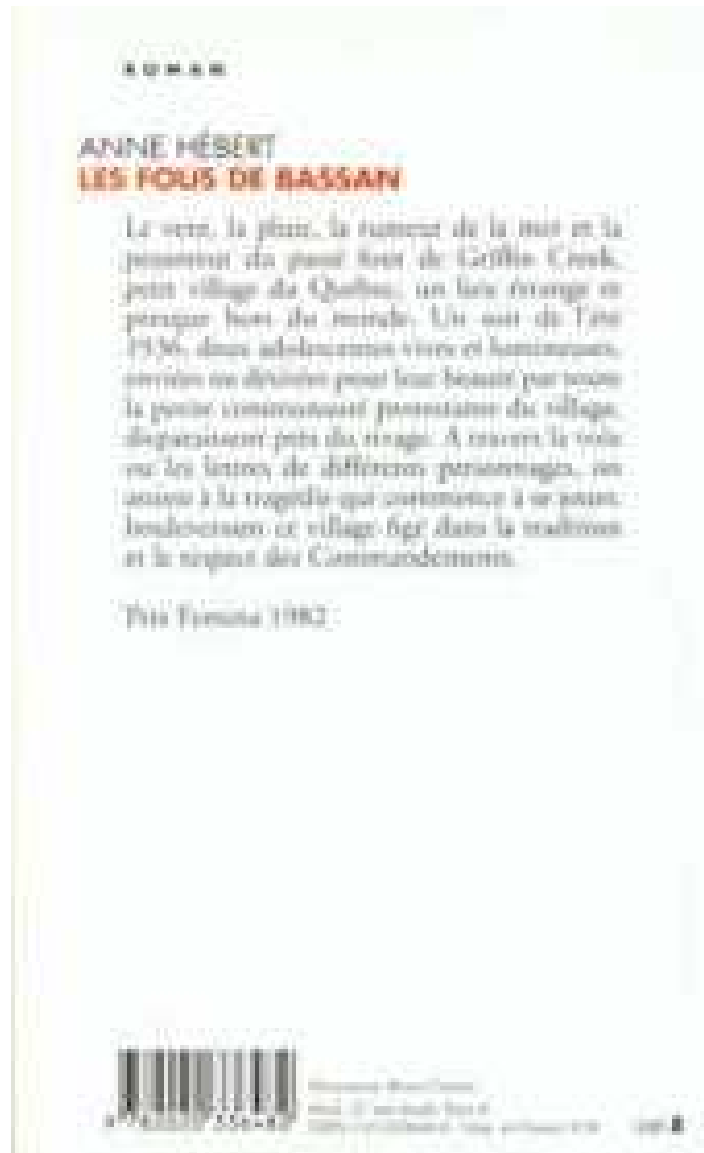 ROMAN
ANNE HÉBERT
LES FOUS DE BASSAN
Le vent, la pluie, la rumeur de la mer et la
pesanteur du passé font de Griffin Creek,
petit village du Québec, un lieu étrange et
presque hors du monde. Un soir de l'été
1936, deux adolescentes vives et lumineuses,
enviées ou désirées pour leur beauté par toute
la petite communauté protestante du village,
disparaissent près du rivage. A travers la voix
ou les lettres de différents personnages, on
assiste à la tragédie qui commence à se jouer,
bouleversant ce village figé dans la tradition
et le respect des Commandements.
Prix Femina 1982